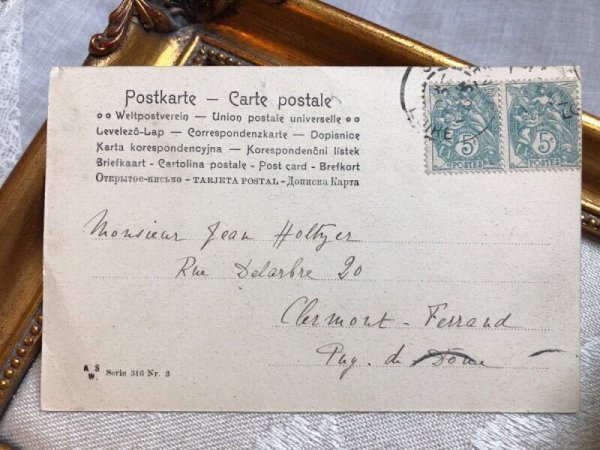 Postkarte – Carte postale
Weltpostverein – Union postale universelle
Levelező-Lap – Correspondenzkarte – Dopisnice
Karta korespondencyjna – Korespondenční lístek
Briefkaart - Cartolina postale - Post card - Brefkort
Открытое-письмо - TARJETA POSTAL - Дописна Карта
5c 5c
POSTES POSTES
Monsieur Jean Holtzer
Rue Delarbre 20
Clermont-Ferrand
Puy. de Dôme
A S
W. Serie 316 Nr. 3